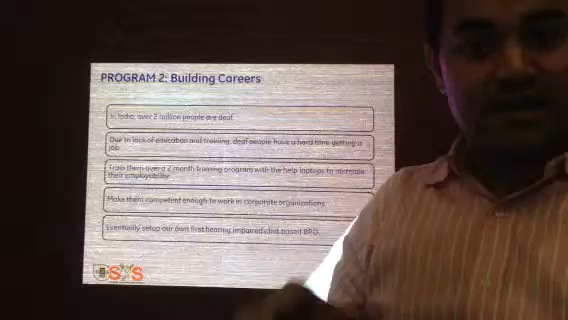 PROGRAM 2: Building Careers
In India, over 2 million people are deaf
Due to lack of education and training, deaf people have a hard time getting a
job
Train them over a 2 month training program with the help laptops to increase
their employability
Make them competent enough to work in corporate organizations
Eventually setup our own first hearing impaired chat based BPO.
SVS